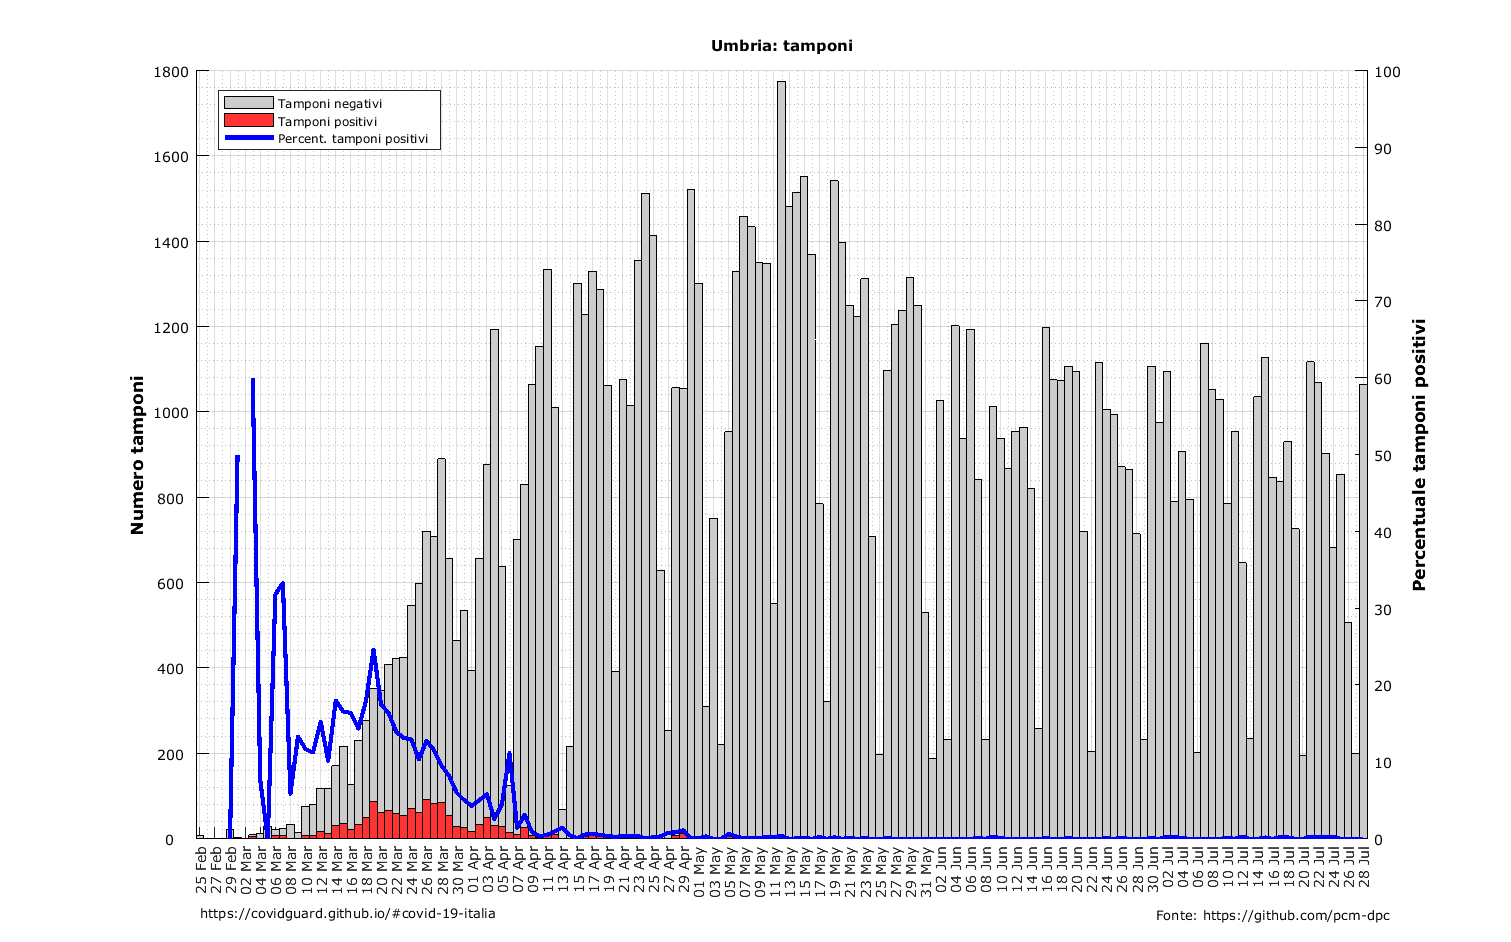 Umbria: tamponi
Tamponi negativi
Tamponi positivi
Percent. tamponi positivi
Numero tamponi
1800
1600
1400
1200
1000
800
600
400
200
0
100
90
80
70
60
50
40
30
20
10
0
Percentuale tamponi positivi
25 Feb
27 Feb
29 Feb
02 Mar
04 Mar
06 Mar
08 Mar
10 Mar
12 Mar
14 Mar
16 Mar
18 Mar
20 Mar
22 Mar
24 Mar
26 Mar
28 Mar
30 Mar
01 Apr
03 Apr
05 Apr
07 Apr
09 Apr
11 Apr
13 Apr
15 Apr
17 Apr
19 Apr
21 Apr
23 Apr
25 Apr
27 Apr
29 Apr
01 May
03 May
05 May
07 May
09 May
11 May
13 May
15 May
17 May
19 May
21 May
23 May
25 May
27 May
29 May
31 May
02 Jun
04 Jun
06 Jun
08 Jun
10 Jun
12 Jun
14 Jun
16 Jun
18 Jun
20 Jun
22 Jun
24 Jun
26 Jun
28 Jun
30 Jun
02 Jul
04 Jul
06 Jul
08 Jul
10 Jul
12 Jul
14 Jul
16 Jul
18 Jul
20 Jul
22 Jul
24 Jul
26 Jul
28 Jul
https://covidguard.github.io/#covid-19-italia
Fonte: https://github.com/pcm-dpc